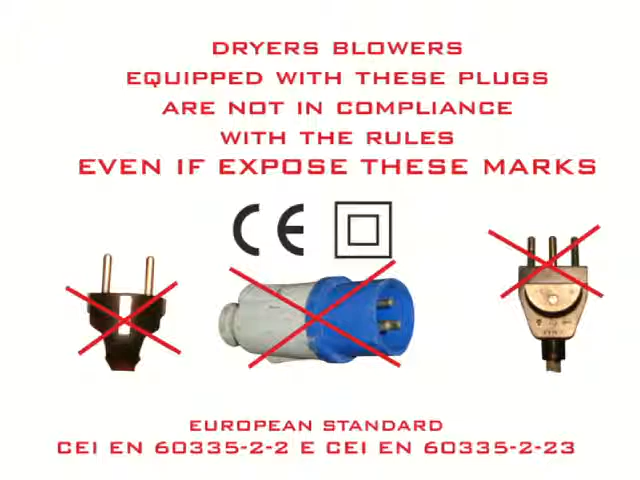 DRYERS BLOWERS
EQUIPPED WITH THESE PLUGS
ARE NOT IN COMPLIANCE
WITH THE RULES
EVEN IF EXPOSE THESE MARKS
CE
EUROPEAN STANDARD
CEI EN 60335-2-2 E CEI EN 60335-2-23